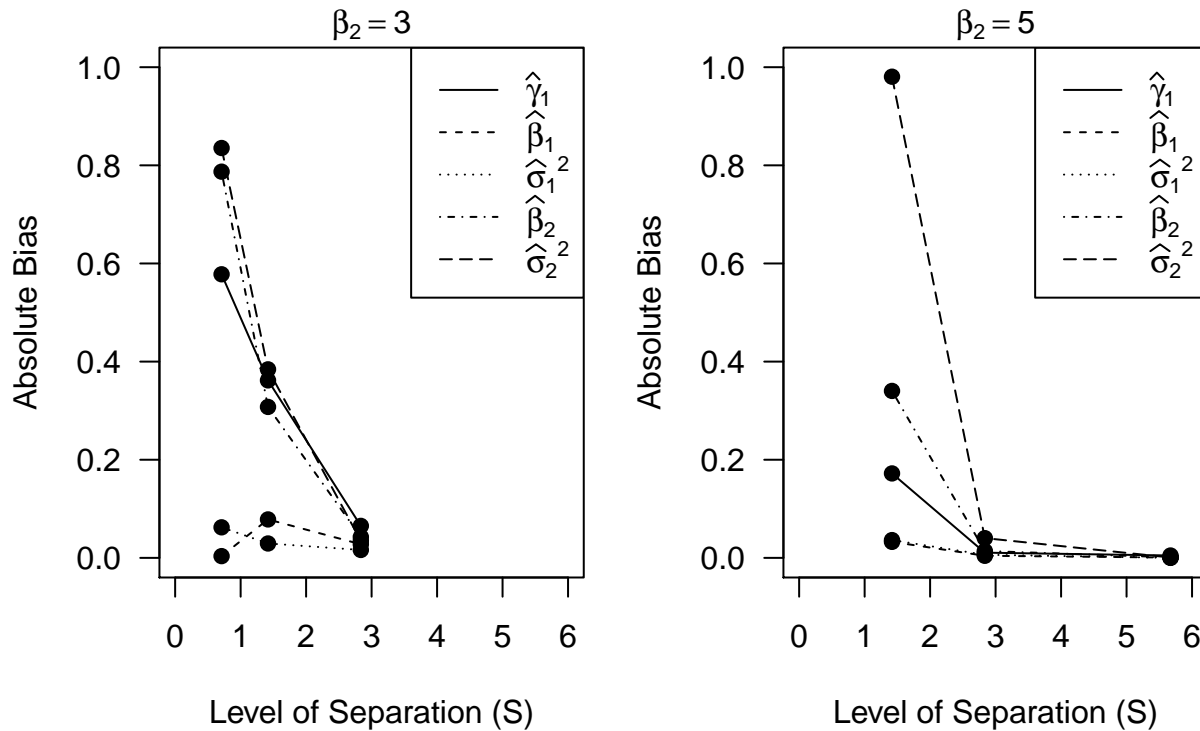 β₂ = 3
1.0
0.8
0.6
0.4
0.2
0.0
Absolute Bias
γ̂₁
β̂₁
σ̂₁²
β̂₂
σ̂₂²
0 1 2 3 4 5 6
Level of Separation (S)
β₂ = 5
1.0
0.8
0.6
0.4
0.2
0.0
Absolute Bias
γ̂₁
β̂₁
σ̂₁²
β̂₂
σ̂₂²
0 1 2 3 4 5 6
Level of Separation (S)